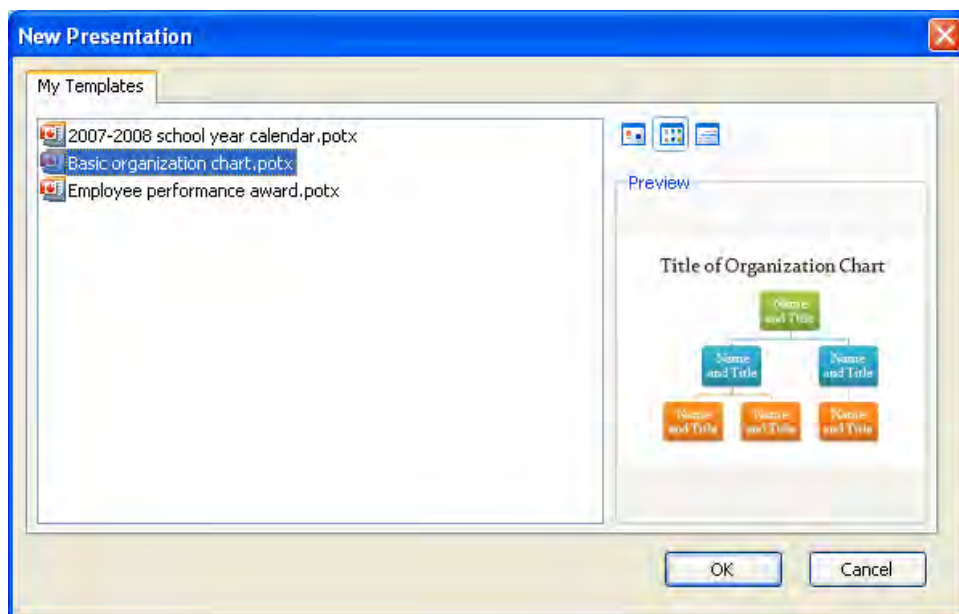 New Presentation
My Templates
2007-2008 school year calendar.potx
Basic organization chart.potx
Employee performance award.potx
Preview
Title of Organization Chart
Name
and Title
Name
and Title
Name
and Title
Name
and Title
Name
and Title
Name
and Title
OK
Cancel